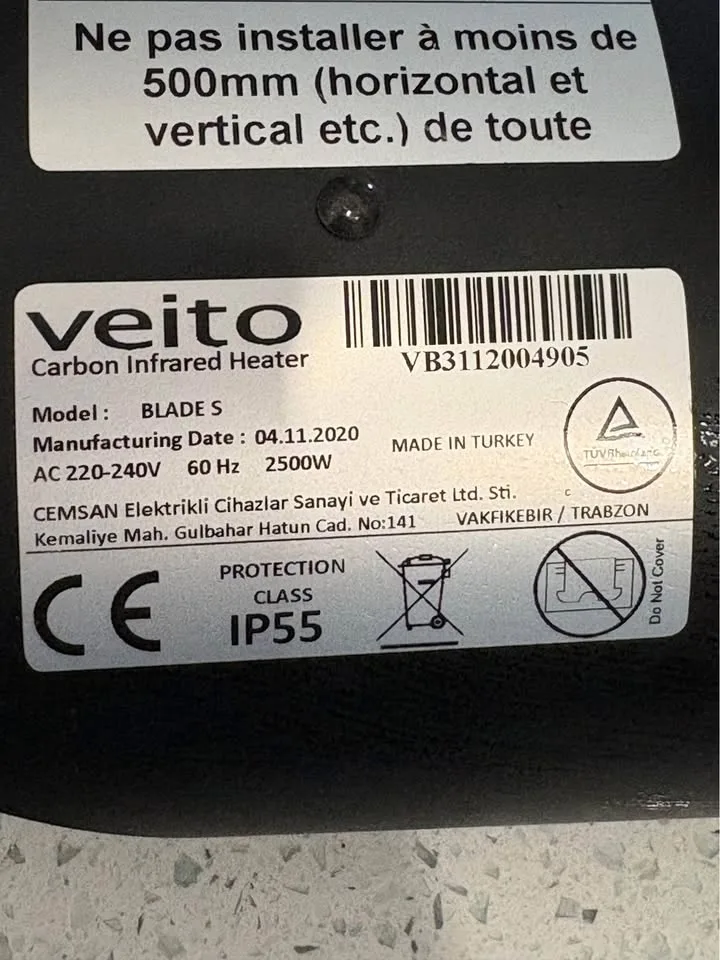 Ne pas installer à moins de
500mm (horizontal et
vertical etc.) de toute
veito
Carbon Infrared Heater
VB3112004905
Model : BLADE S
Manufacturing Date : 04.11.2020
AC 220-240V 60 Hz 2500W
MADE IN TURKEY
TÜVRheinland
CEMSAN Elektrikli Cihazlar Sanayi ve Ticaret Ltd. Sti.
c
Kemaliye Mah. Gulbahar Hatun Cad. No:141 VAKFIKEBIR / TRABZON
CE
PROTECTION
CLASS
IP55
Do Not Cover